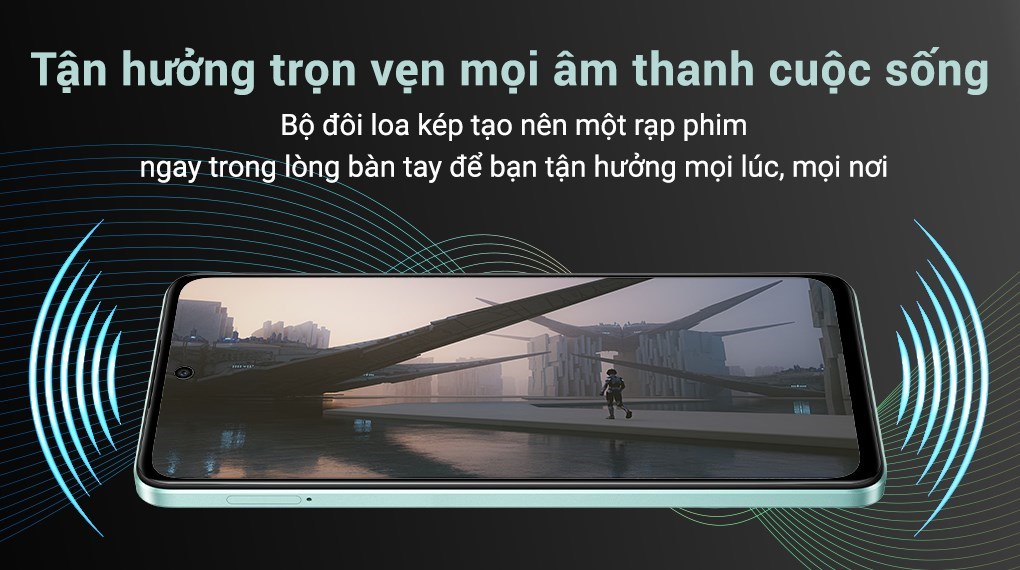 Tận hưởng trọn vẹn mọi âm thanh cuộc sống
Bộ đôi loa kép tạo nên một rạp phim
ngay trong lòng bàn tay để bạn tận hưởng mọi lúc, mọi nơi